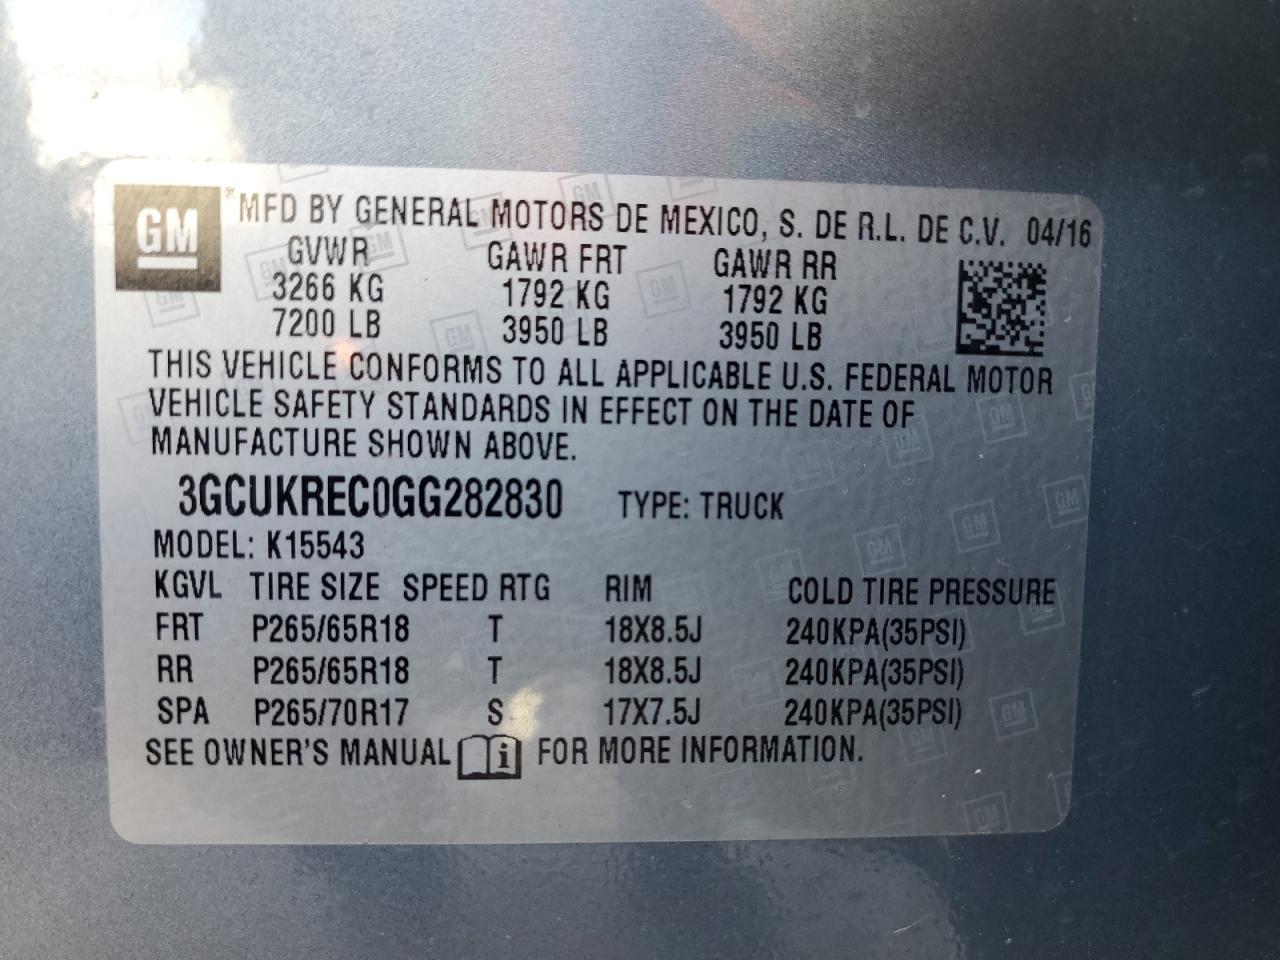 GM ® MFD BY GENERAL MOTORS DE MEXICO, S. DE R.L. DE C.V. 04/16
GVWR GAWR FRT GAWR RR
3266 KG 1792 KG 1792 KG
7200 LB 3950 LB 3950 LB
THIS VEHICLE CONFORMS TO ALL APPLICABLE U.S. FEDERAL MOTOR
VEHICLE SAFETY STANDARDS IN EFFECT ON THE DATE OF
MANUFACTURE SHOWN ABOVE.
3GCUKREC0GG282830 TYPE: TRUCK
MODEL: K15543
KGVL TIRE SIZE SPEED RTG RIM COLD TIRE PRESSURE
FRT P265/65R18 T 18X8.5J 240KPA(35PSI)
RR P265/65R18 T 18X8.5J 240KPA(35PSI)
SPA P265/70R17 S 17X7.5J 240KPA(35PSI)
SEE OWNER'S MANUAL i FOR MORE INFORMATION.